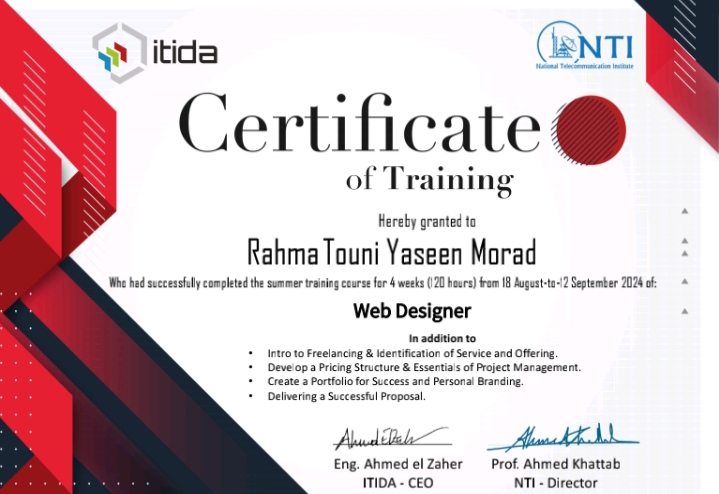 itida
NTI
National Telecommunication Institute
Certificate
of Training
Hereby granted to
Rahma Touni Yaseen Morad
Who had successfully completed the summer training course for 4 weeks (120 hours) from 18 August-to-12 September 2024 of:
Web Designer
In addition to
• Intro to Freelancing & Identification of Service and Offering.
• Develop a Pricing Structure & Essentials of Project Management.
• Create a Portfolio for Success and Personal Branding.
• Delivering a Successful Proposal.
Eng. Ahmed el Zaher
ITIDA - CEO
Prof. Ahmed Khattab
NTI - Director